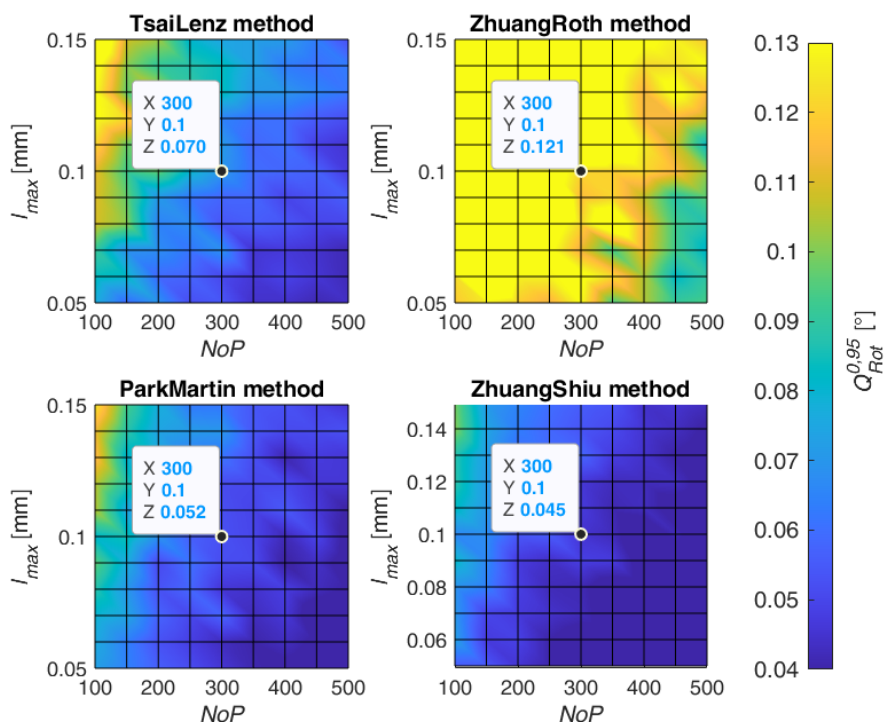 TsaiLenz method
0.15
0.1
0.05
I_max [mm]
X 300
Y 0.1
Z 0.070
100 200 300 400 500
NoP
ZhuangRoth method
0.15
0.1
0.05
I_max [mm]
X 300
Y 0.1
Z 0.121
100 200 300 400 500
NoP
ParkMartin method
0.15
0.1
0.05
I_max [mm]
X 300
Y 0.1
Z 0.052
100 200 300 400 500
NoP
ZhuangShiu method
0.14
0.12
0.1
0.08
0.06
I_max [mm]
X 300
Y 0.1
Z 0.045
100 200 300 400 500
NoP
0.13
0.12
0.11
0.1
0.09
0.08
0.07
0.06
0.05
0.04
Q_Rot^0,95 [°]